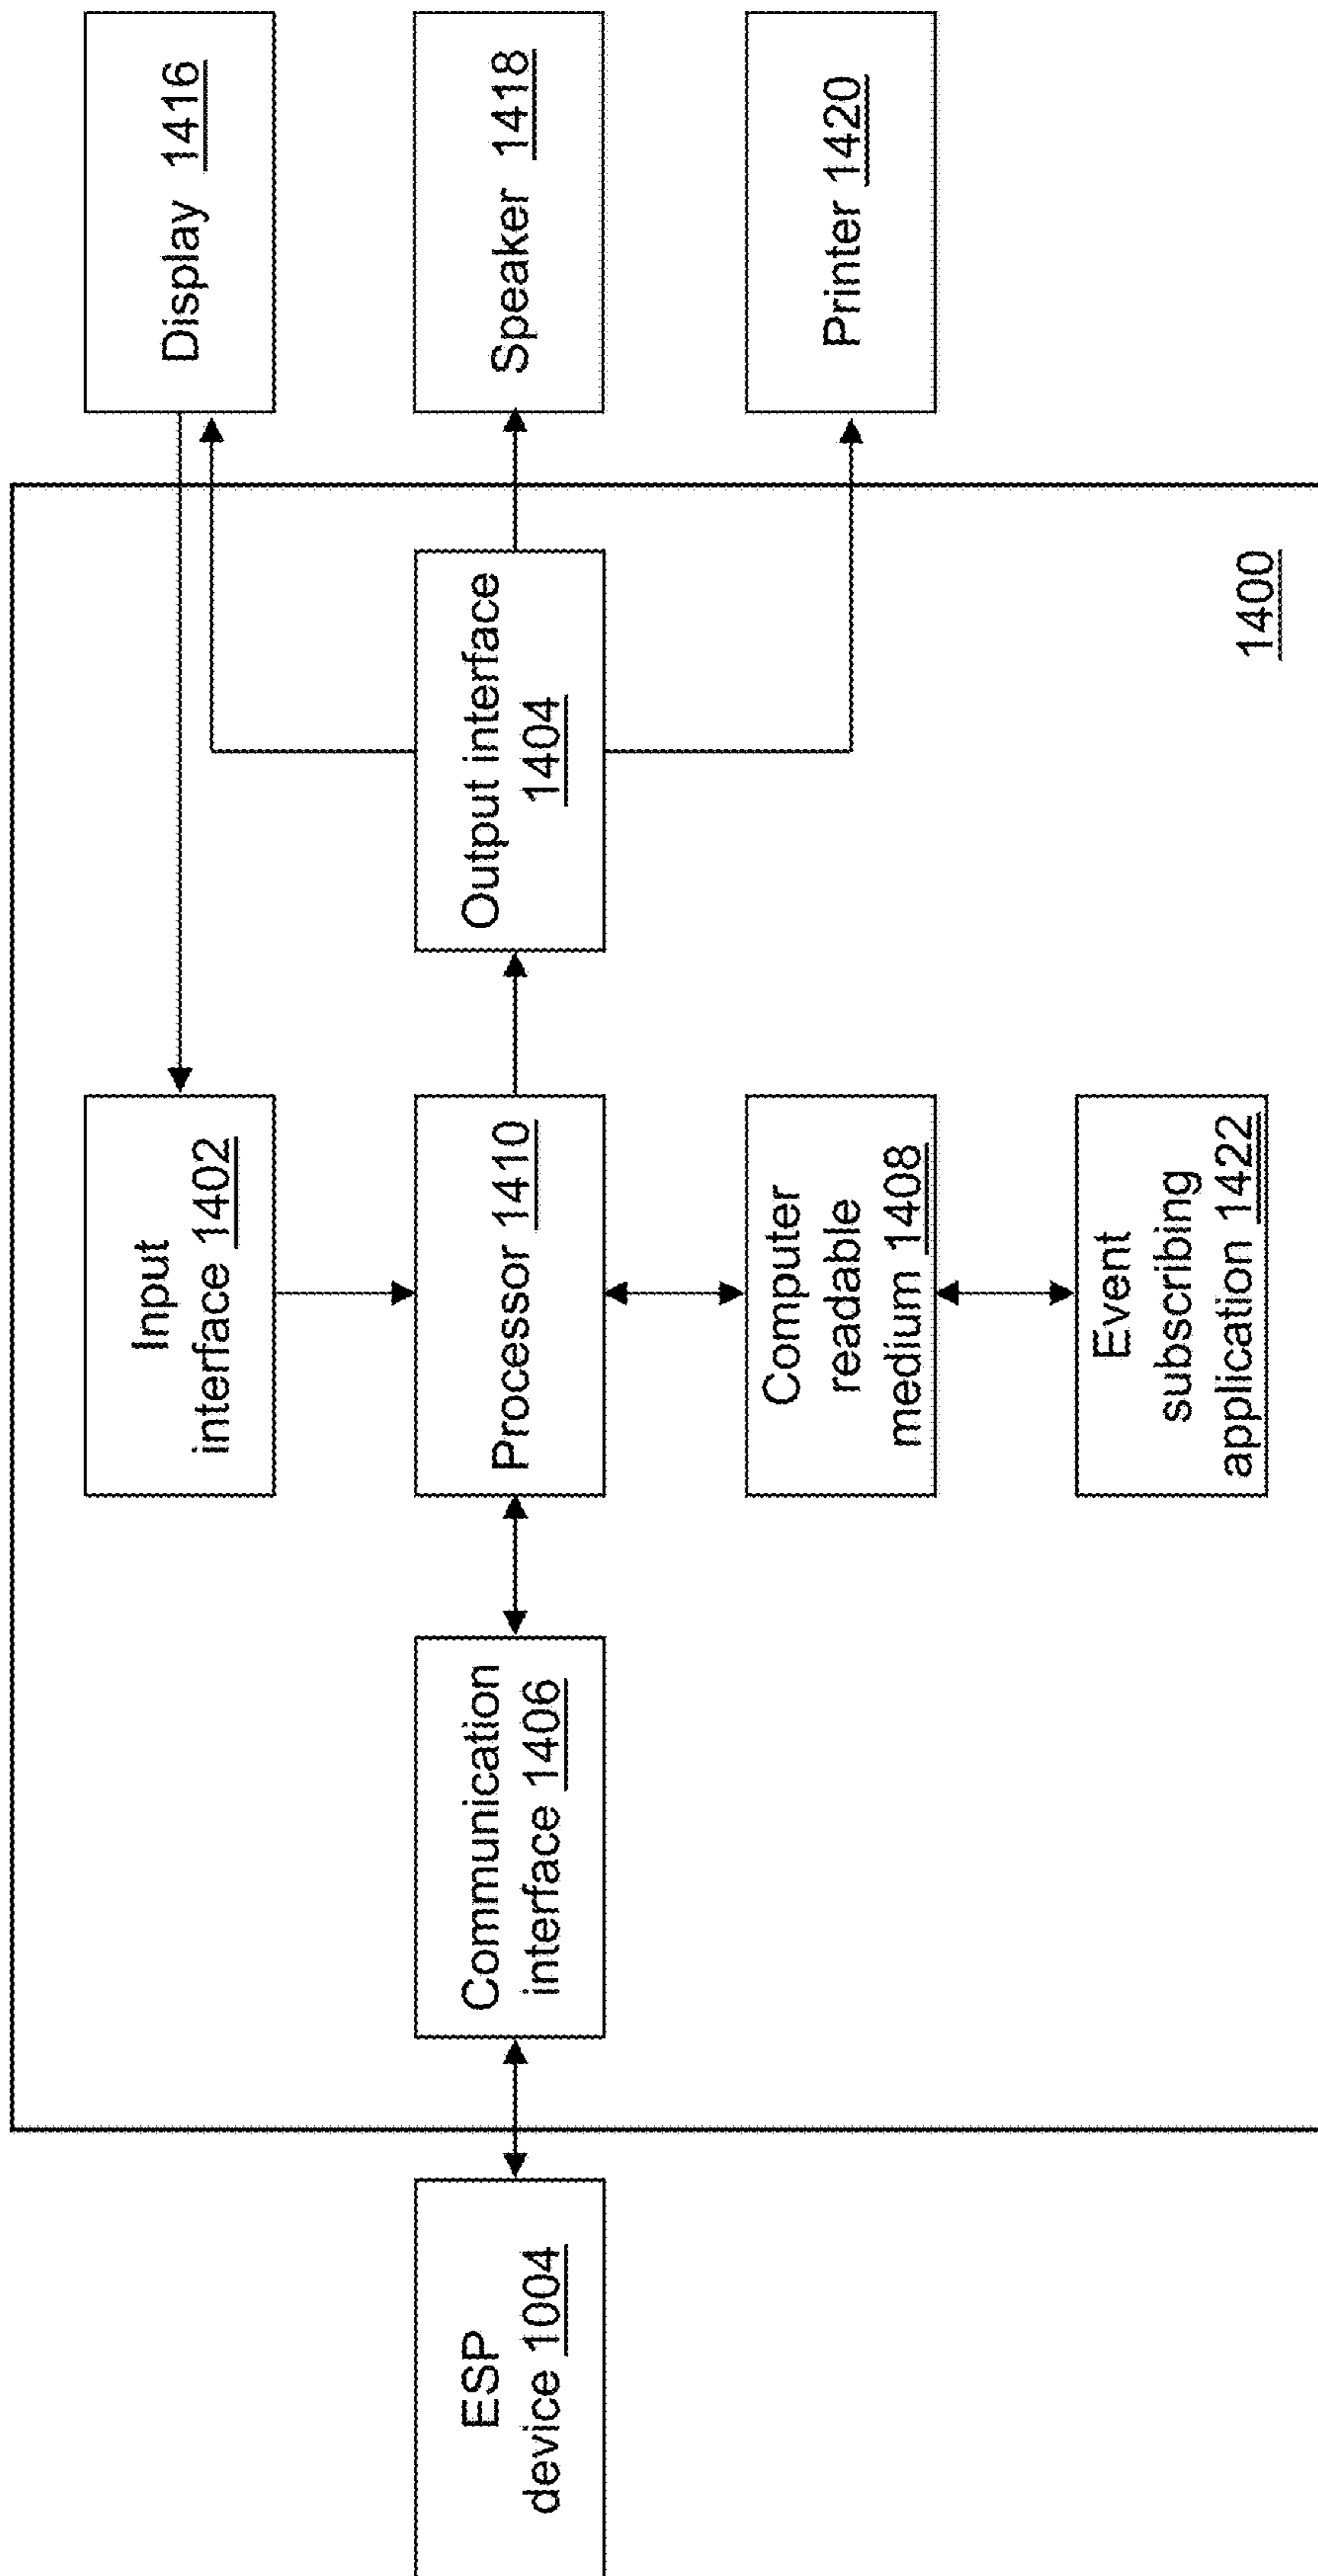 Input
interface 1402
Display 1416
ESP
device 1004
Communication
interface 1406
Processor 1410
Output interface
1404
Speaker 1418
Computer
readable
medium 1408
Printer 1420
Event
subscribing
application 1422
1400